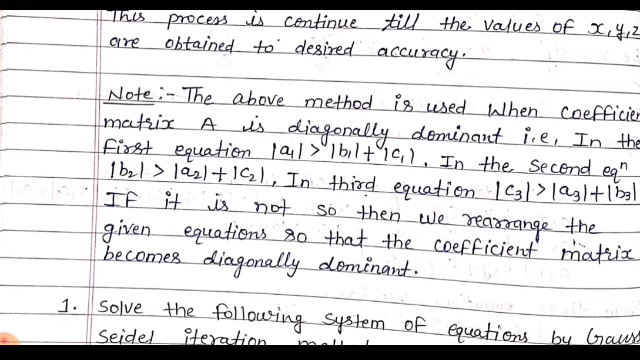 This process is continue till the values of x,y,z
are obtained to desired accuracy.
Note:- The above method is used when coefficien
matrix A is diagonally dominant i.e, In the
first equation |a₁| > |b₁| + |c₁|, In the second eqⁿ
|b₂| > |a₂| + |c₂|, In third equation |c₃| > |a₃| + |b₃|
If it is not so then we rearrange the
given equations so that the coefficient matrix
becomes diagonally dominant.
1. Solve the following system of equations by Gauss
Seidel iteration